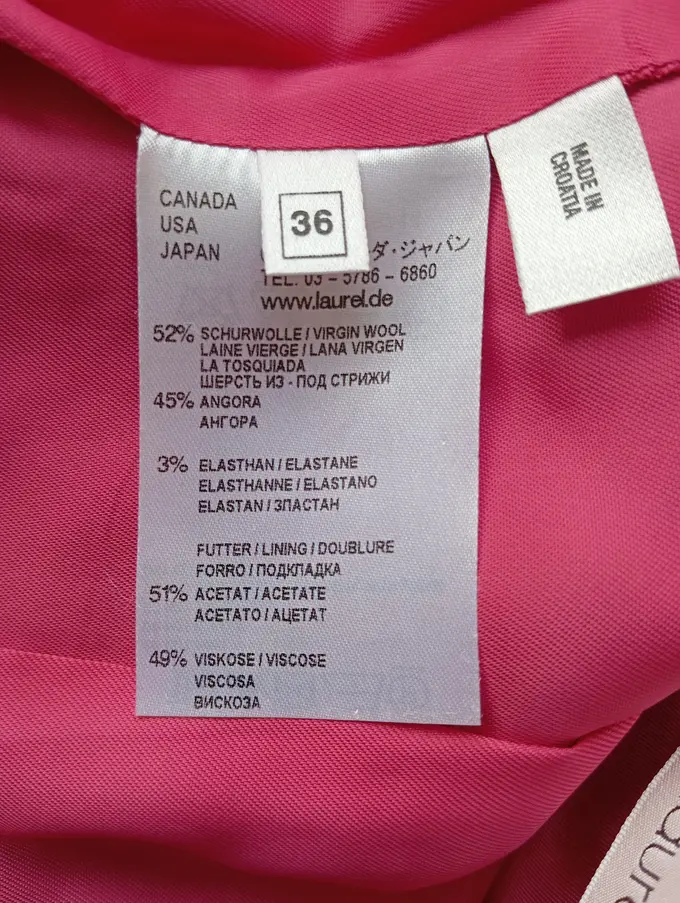 CANADA
USA
JAPAN
36
ダ・ジャパン
TEL. 03 - 5786 - 6860
www.laurel.de
MADE IN
CROATIA
52% SCHURWOLLE / VIRGIN WOOL
LAINE VIERGE / LANA VIRGEN
LA TOSQUIADA
ШЕРСТЬ ИЗ - ПОД СТРИЖИ
45% ANGORA
АНГОРА
3% ELASTHAN / ELASTANE
ELASTHANNE / ELASTANO
ELASTAN / ЗПАСТАН
FUTTER / LINING / DOUBLURE
FORRO / ПОДКЛАДКА
51% ACETAT / ACETATE
ACETATO / АЦЕТАТ
49% VISKOSE / VISCOSE
VISCOSA
ВИСКОЗА